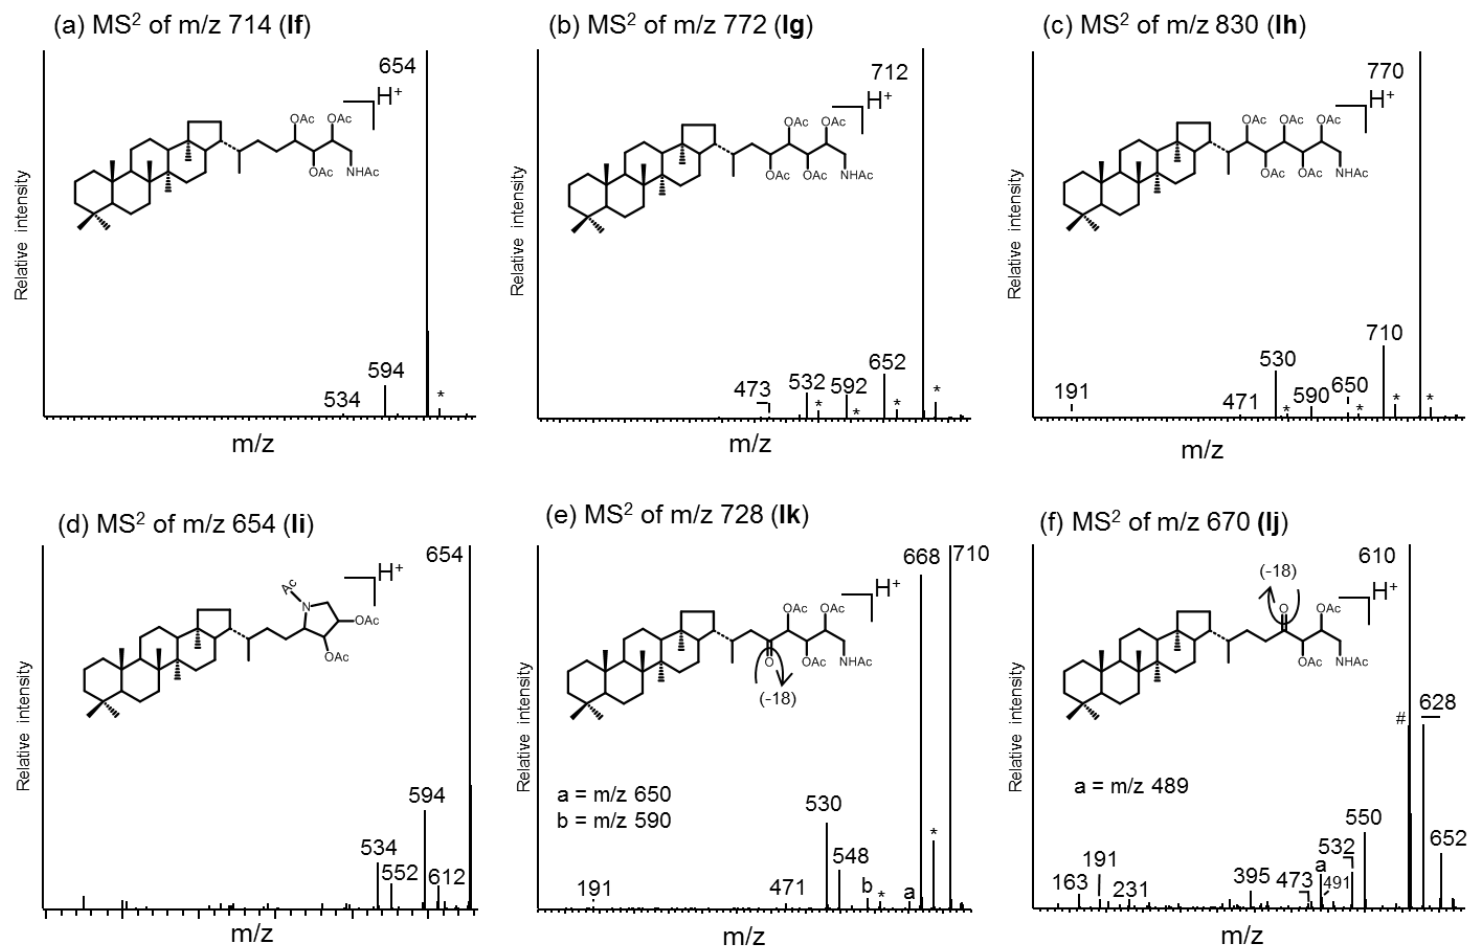 (a) MS² of m/z 714 (If)
654
H⁺
OAc OAc
OAc NHAc
594
534
*
Relative intensity
m/z
(b) MS² of m/z 772 (Ig)
712
H⁺
OAc OAc
OAc OAc NHAc
652
473 532 592
* * * *
Relative intensity
m/z
(c) MS² of m/z 830 (Ih)
770
H⁺
OAc OAc OAc
OAc OAc NHAc
710
530
191 471 590 650
* * * *
Relative intensity
m/z
(d) MS² of m/z 654 (Ii)
654
H⁺
Ac
N
OAc
OAc
594
534
552 612
Relative intensity
m/z
(e) MS² of m/z 728 (Ik)
668 710
H⁺
OAc OAc
O OAc NHAc
(-18)
a = m/z 650
b = m/z 590
530
548
*
191 471 b * a
Relative intensity
m/z
(f) MS² of m/z 670 (Ij)
610
(-18)
H⁺
O OAc
OAc NHAc
628
#
a = m/z 489
550
532 652
191 a
163 231 395 473 491
Relative intensity
m/z